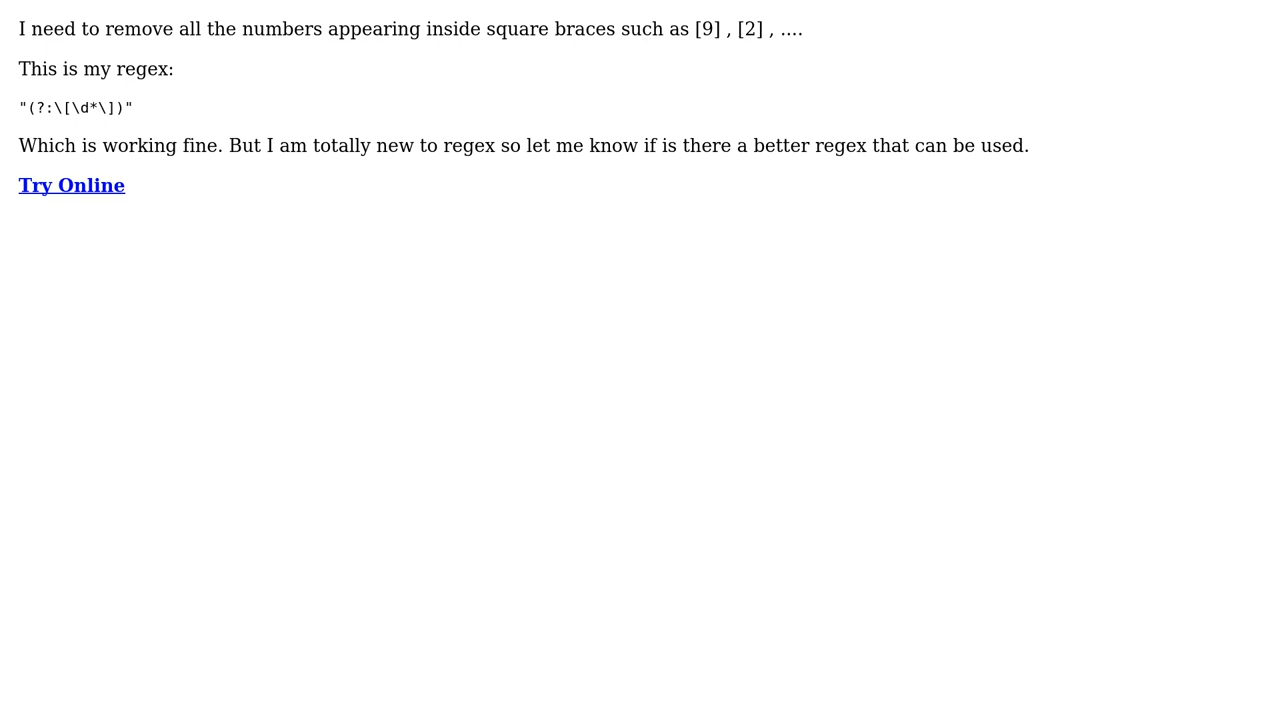 I need to remove all the numbers appearing inside square braces such as [9] , [2] , ....
This is my regex:
"(?:\[\d*\])"
Which is working fine. But I am totally new to regex so let me know if is there a better regex that can be used.
Try Online